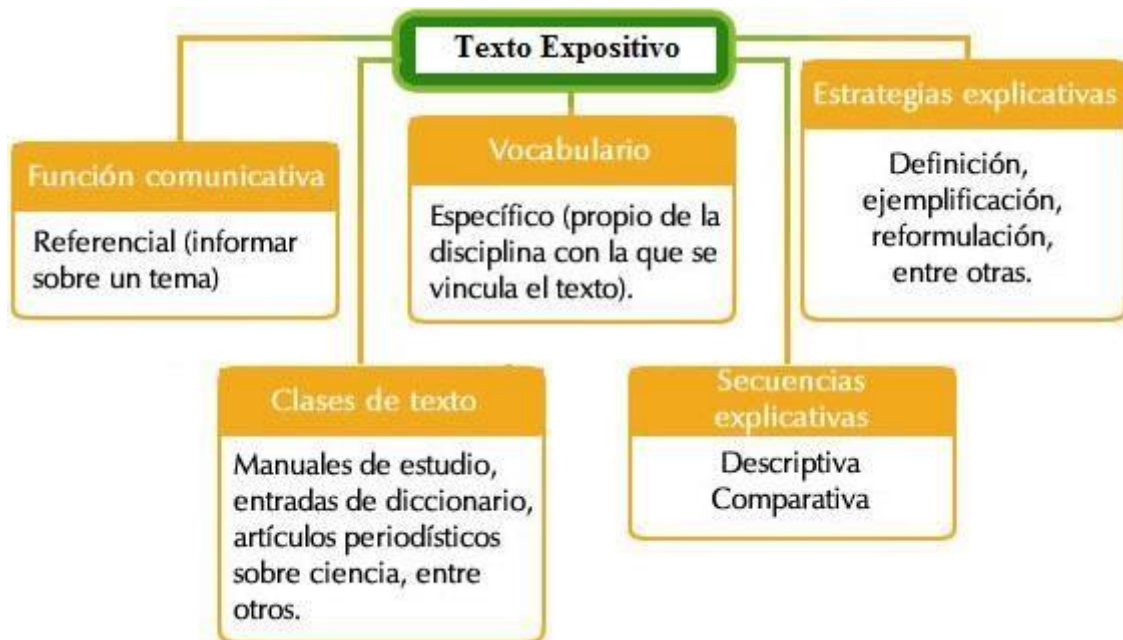 Texto Expositivo
Función comunicativa
Referencial (informar
sobre un tema)
Vocabulario
Específico (propio de la
disciplina con la que se
vincula el texto).
Estrategias explicativas
Definición,
ejemplificación,
reformulación,
entre otras.
Clases de texto
Manuales de estudio,
entradas de diccionario,
artículos periodísticos
sobre ciencia, entre
otros.
Secuencias
explicativas
Descriptiva
Comparativa